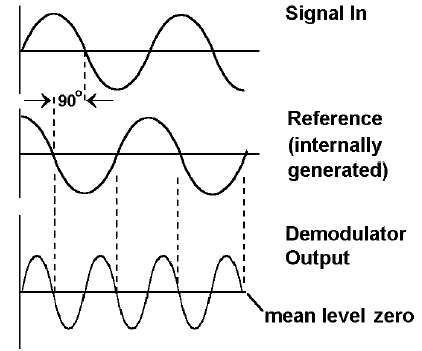 Signal In
90°
Reference
(internally
generated)
Demodulator
Output
mean level zero